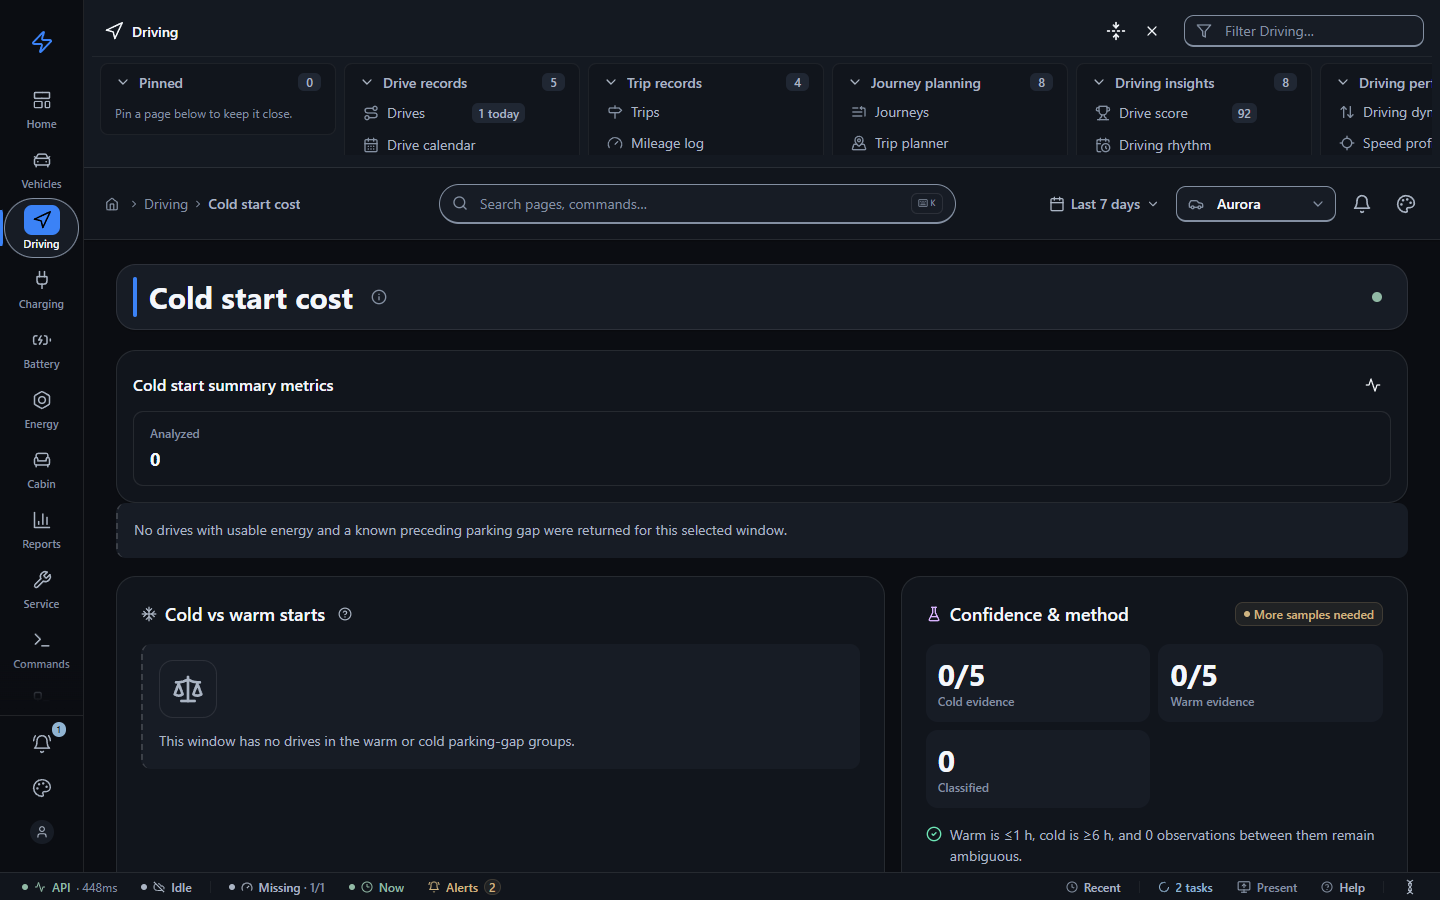 Driving
Filter Driving...
Pinned 0
Pin a page below to keep it close.
Drive records 5
Drives 1 today
Drive calendar
Trip records 4
Trips
Mileage log
Journey planning 8
Journeys
Trip planner
Driving insights 8
Drive score 92
Driving rhythm
Driving per
Driving dyn
Speed prof
Home
Vehicles
Driving
Charging
Battery
Energy
Cabin
Reports
Service
Commands
1
Driving
Cold start cost
Search pages, commands...
K
Last 7 days
Aurora
Cold start cost
Cold start summary metrics
Analyzed
0
No drives with usable energy and a known preceding parking gap were returned for this selected window.
Cold vs warm starts
This window has no drives in the warm or cold parking-gap groups.
Confidence & method
More samples needed
0/5
Cold evidence
0/5
Warm evidence
0
Classified
Warm is ≤1 h, cold is ≥6 h, and 0 observations between them remain
ambiguous.
API · 448ms
Idle
Missing · 1/1
Now
Alerts 2
Recent
2 tasks
Present
Help